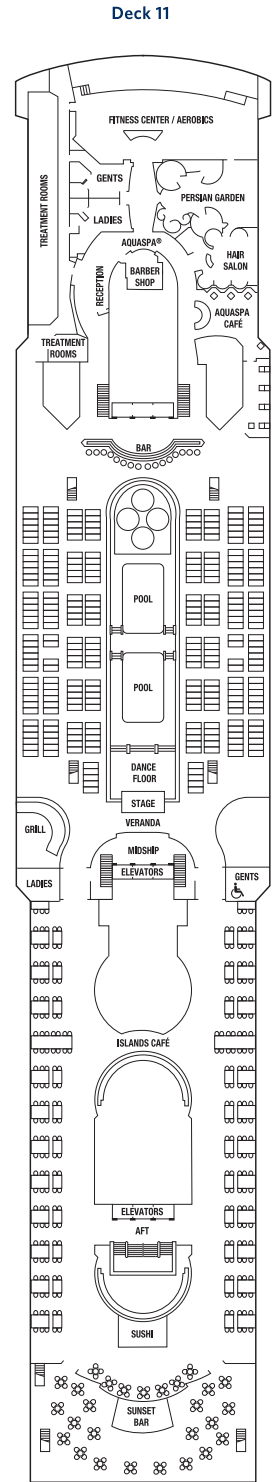 Deck 11
FITNESS CENTER / AEROBICS
TREATMENT ROOMS
GENTS
PERSIAN GARDEN
LADIES
AQUASPA®
HAIR
SALON
BARBER
SHOP
RECEPTION
AQUASPA
CAFÉ
TREATMENT
ROOMS
BAR
POOL
POOL
DANCE
FLOOR
STAGE
VERANDA
GRILL
MIDSHIP
ELEVATORS
LADIES
GENTS
ISLANDS CAFÉ
ELEVATORS
AFT
SUSHI
SUNSET
BAR